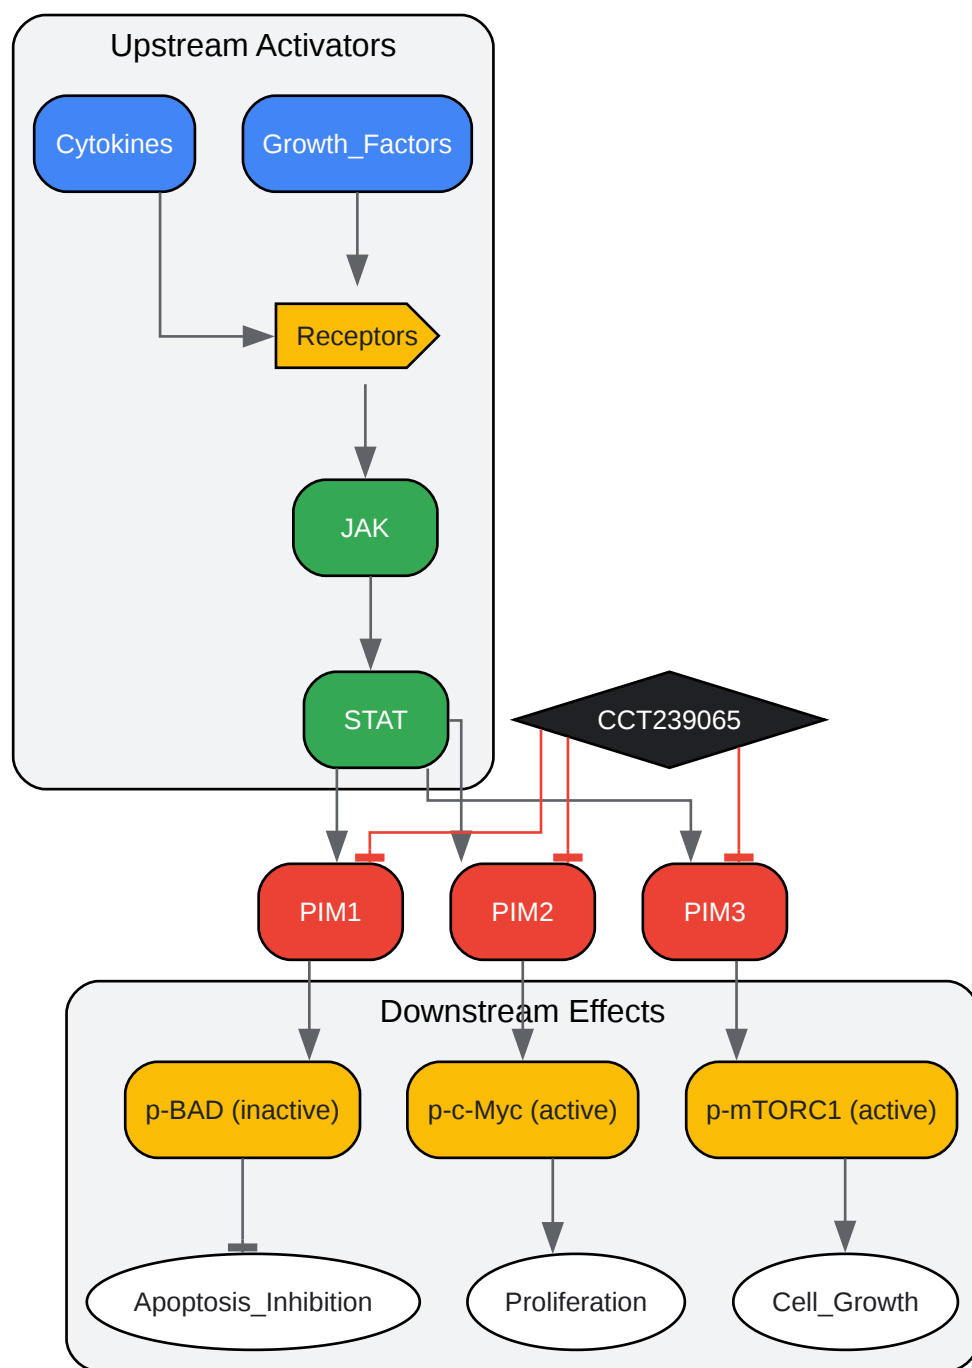 Upstream Activators
Cytokines
Growth_Factors
Receptors
JAK
STAT
CCT239065
PIM1
PIM2
PIM3
Downstream Effects
p-BAD (inactive)
p-c-Myc (active)
p-mTORC1 (active)
Apoptosis_Inhibition
Proliferation
Cell_Growth